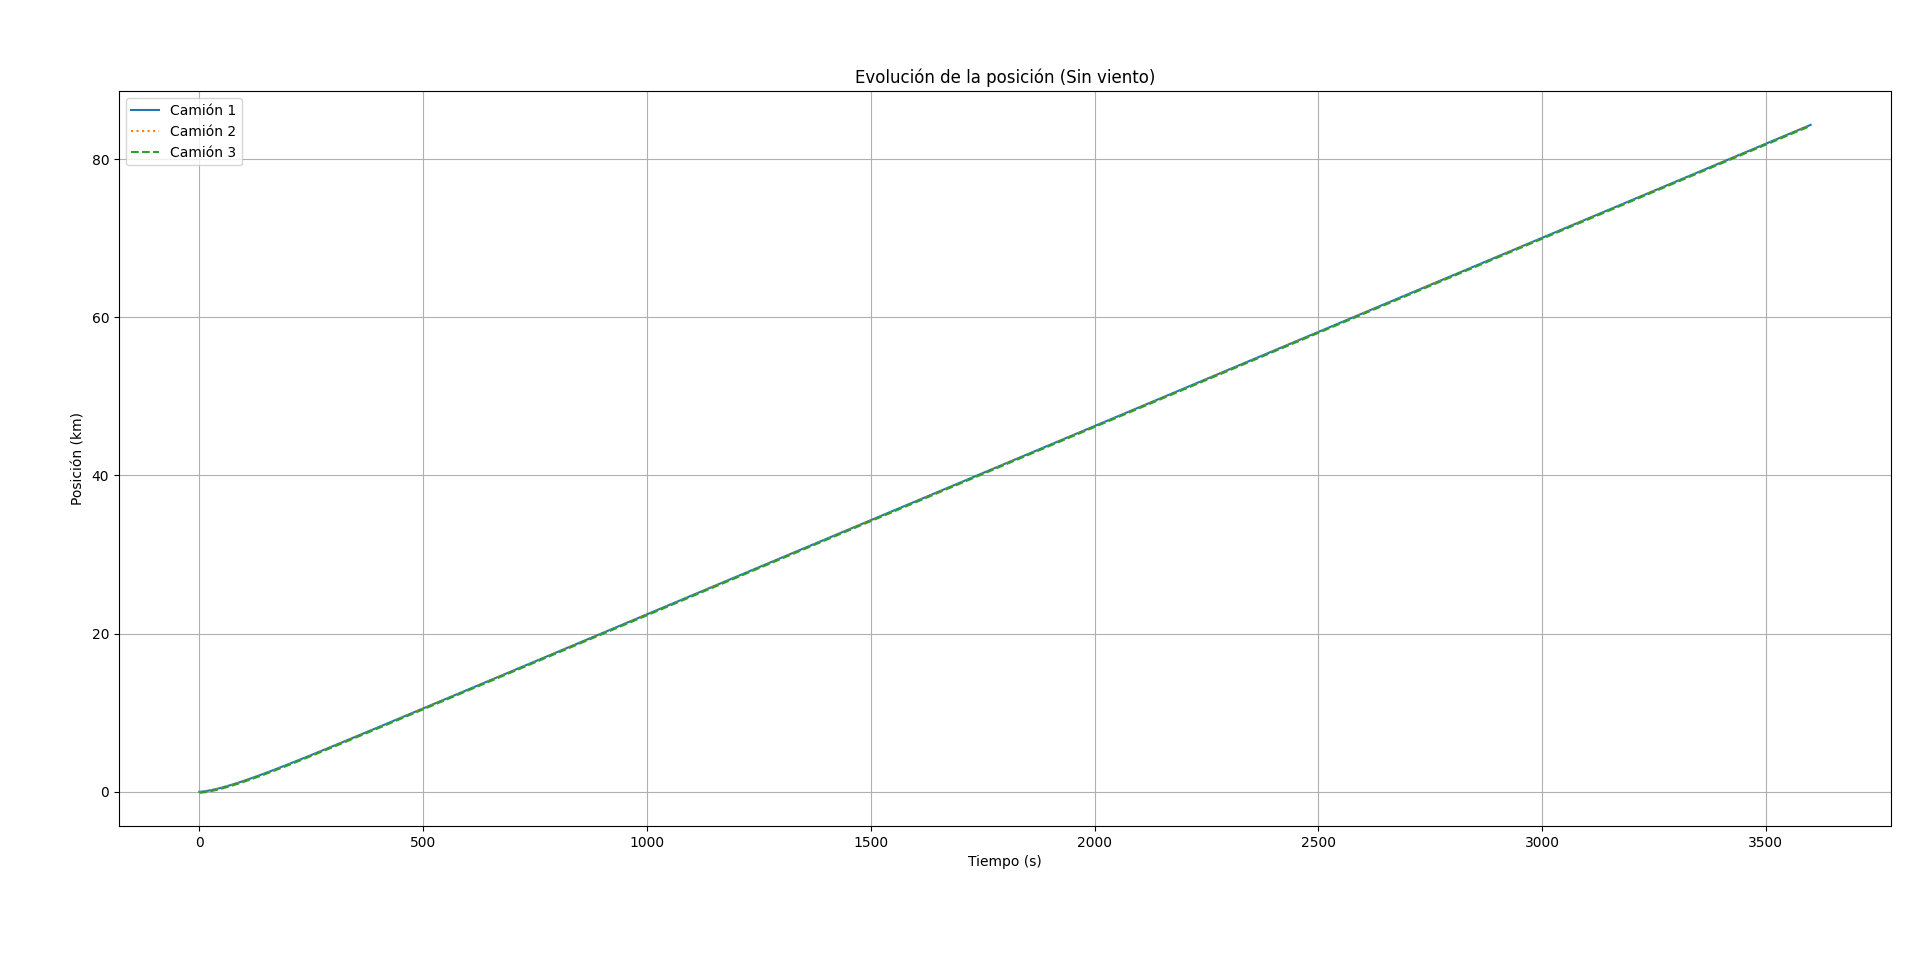 Evolución de la posición (Sin viento)
Camión 1
Camión 2
Camión 3
Posición (km)
80
60
40
20
0
0 500 1000 1500 2000 2500 3000 3500
Tiempo (s)